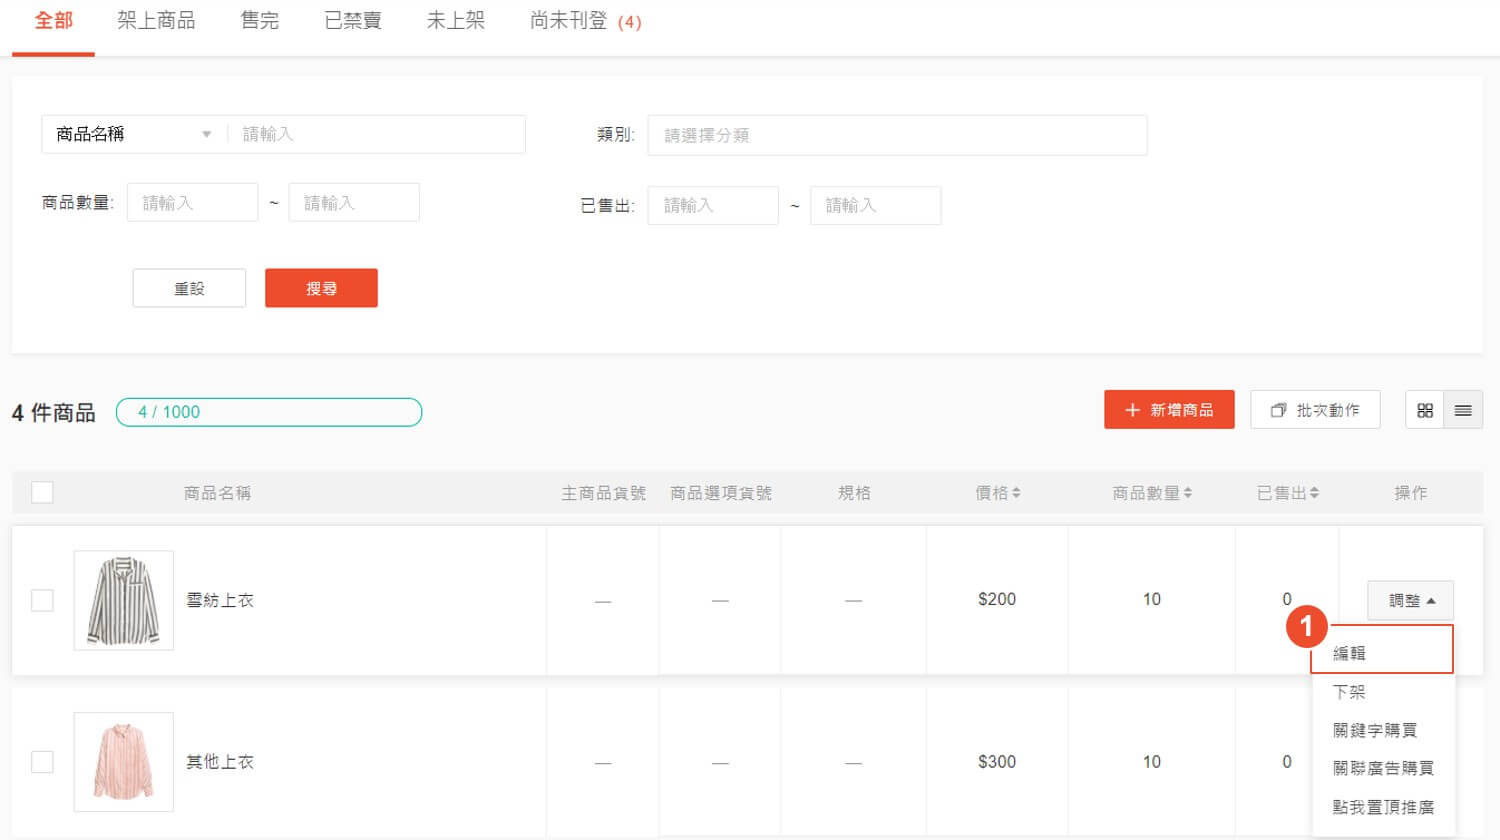 全部 架上商品 售完 已禁賣 未上架 尚未刊登 (4)
商品名稱 請輸入 類別: 請選擇分類
商品數量: 請輸入 ~ 請輸入 已售出: 請輸入 ~ 請輸入
重設 搜尋
4 件商品 4 / 1000 新增商品 批次動作
商品名稱 主商品貨號 商品選項貨號 規格 價格 商品數量 已售出 操作
雪紡上衣 — — — $200 10 0 調整
1
編輯
下架
關鍵字購買
其他上衣 — — — $300 10 0
關聯廣告購買
點我置頂推廣